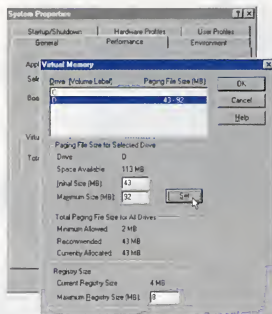 System Properties
Startup/Shutdown Hardware Profiles User Profiles
General Performance Environment
Virtual Memory
Drive [Volume Label] Paging File Size (MB)
C:
D: 43 - 92
OK
Cancel
Help
Paging File Size for Selected Drive
Drive D:
Space Available 113 MB
Initial Size (MB): 43
Maximum Size (MB): 92
Set
Total Paging File Size for All Drives
Minimum Allowed 2 MB
Recommended 43 MB
Currently Allocated 43 MB
Registry Size
Current Registry Size 4 MB
Maximum Registry Size (MB): 8